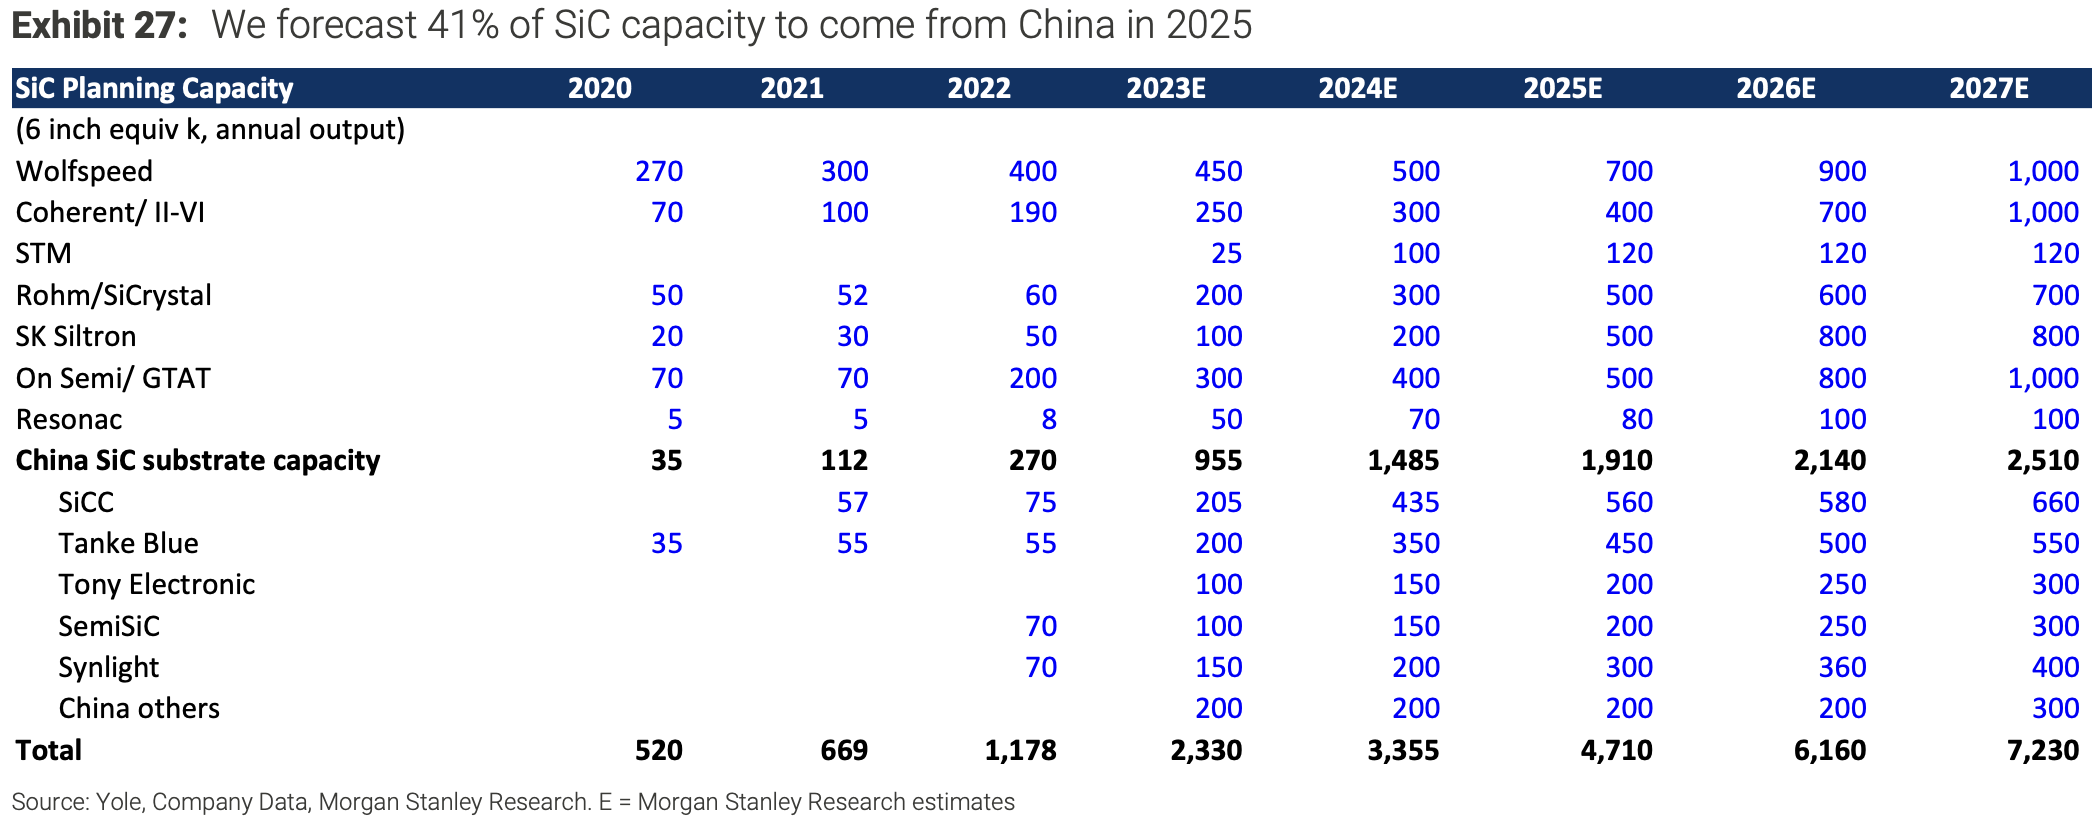 Exhibit 27: We forecast 41% of SiC capacity to come from China in 2025
SiC Planning Capacity 2020 2021 2022 2023E 2024E 2025E 2026E 2027E
(6 inch equiv k, annual output)
Wolfspeed 270 300 400 450 500 700 900 1,000
Coherent/ II-VI 70 100 190 250 300 400 700 1,000
STM 25 100 120 120 120
Rohm/SiCrystal 50 52 60 200 300 500 600 700
SK Siltron 20 30 50 100 200 500 800 800
On Semi/ GTAT 70 70 200 300 400 500 800 1,000
Resonac 5 5 8 50 70 80 100 100
China SiC substrate capacity 35 112 270 955 1,485 1,910 2,140 2,510
SiCC 57 75 205 435 560 580 660
Tanke Blue 35 55 55 200 350 450 500 550
Tony Electronic 100 150 200 250 300
SemiSiC 70 100 150 200 250 300
Synlight 70 150 200 300 360 400
China others 200 200 200 200 300
Total 520 669 1,178 2,330 3,355 4,710 6,160 7,230
Source: Yole, Company Data, Morgan Stanley Research. E = Morgan Stanley Research estimates